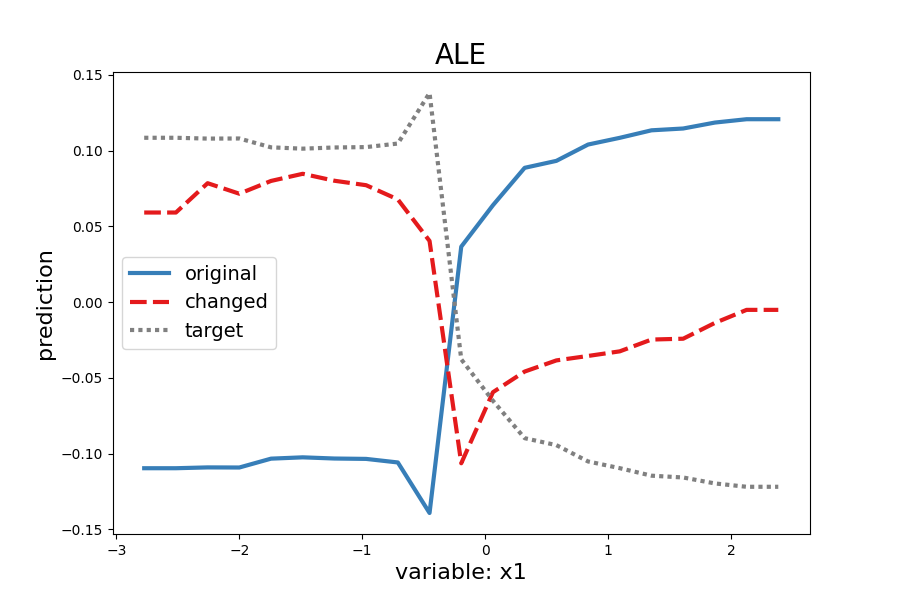 ALE
0.15
0.10
0.05
0.00
−0.05
−0.10
−0.15
prediction
original
changed
target
−3
−2
−1
0
1
2
variable: x1